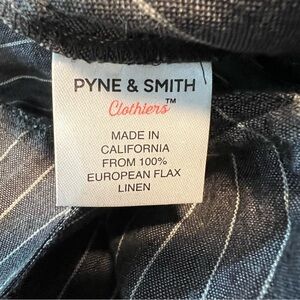 PYNE & SMITH
Clothiers™
MADE IN
CALIFORNIA
FROM 100%
EUROPEAN FLAX
LINEN